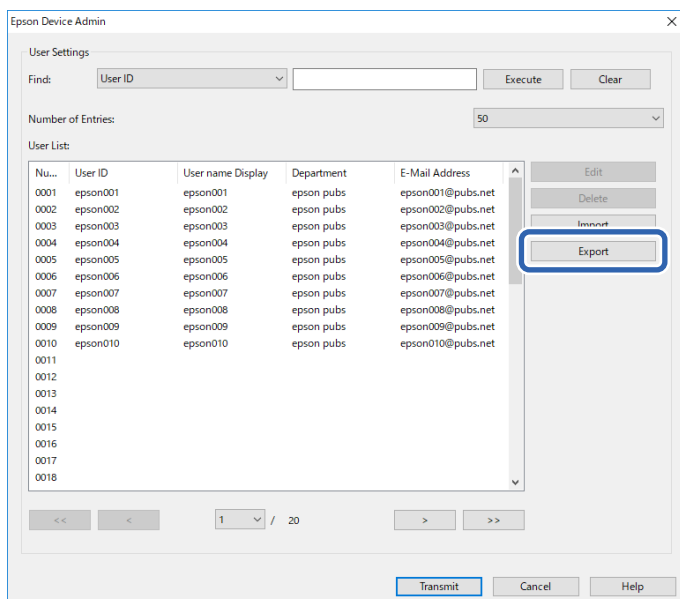 Epson Device Admin
User Settings
Find: User ID Execute Clear
Number of Entries: 50
User List:
Nu... User ID User name Display Department E-Mail Address Edit
0001 epson001 epson001 epson pubs epson001@pubs.net
Delete
0002 epson002 epson002 epson pubs epson002@pubs.net
0003 epson003 epson003 epson pubs epson003@pubs.net Import
0004 epson004 epson004 epson pubs epson004@pubs.net
Export
0005 epson005 epson005 epson pubs epson005@pubs.net
0006 epson006 epson006 epson pubs epson006@pubs.net
0007 epson007 epson007 epson pubs epson007@pubs.net
0008 epson008 epson008 epson pubs epson008@pubs.net
0009 epson009 epson009 epson pubs epson009@pubs.net
0010 epson010 epson010 epson pubs epson010@pubs.net
0011
0012
0013
0014
0015
0016
0017
0018
<< < 1 / 20 > >>
Transmit Cancel Help